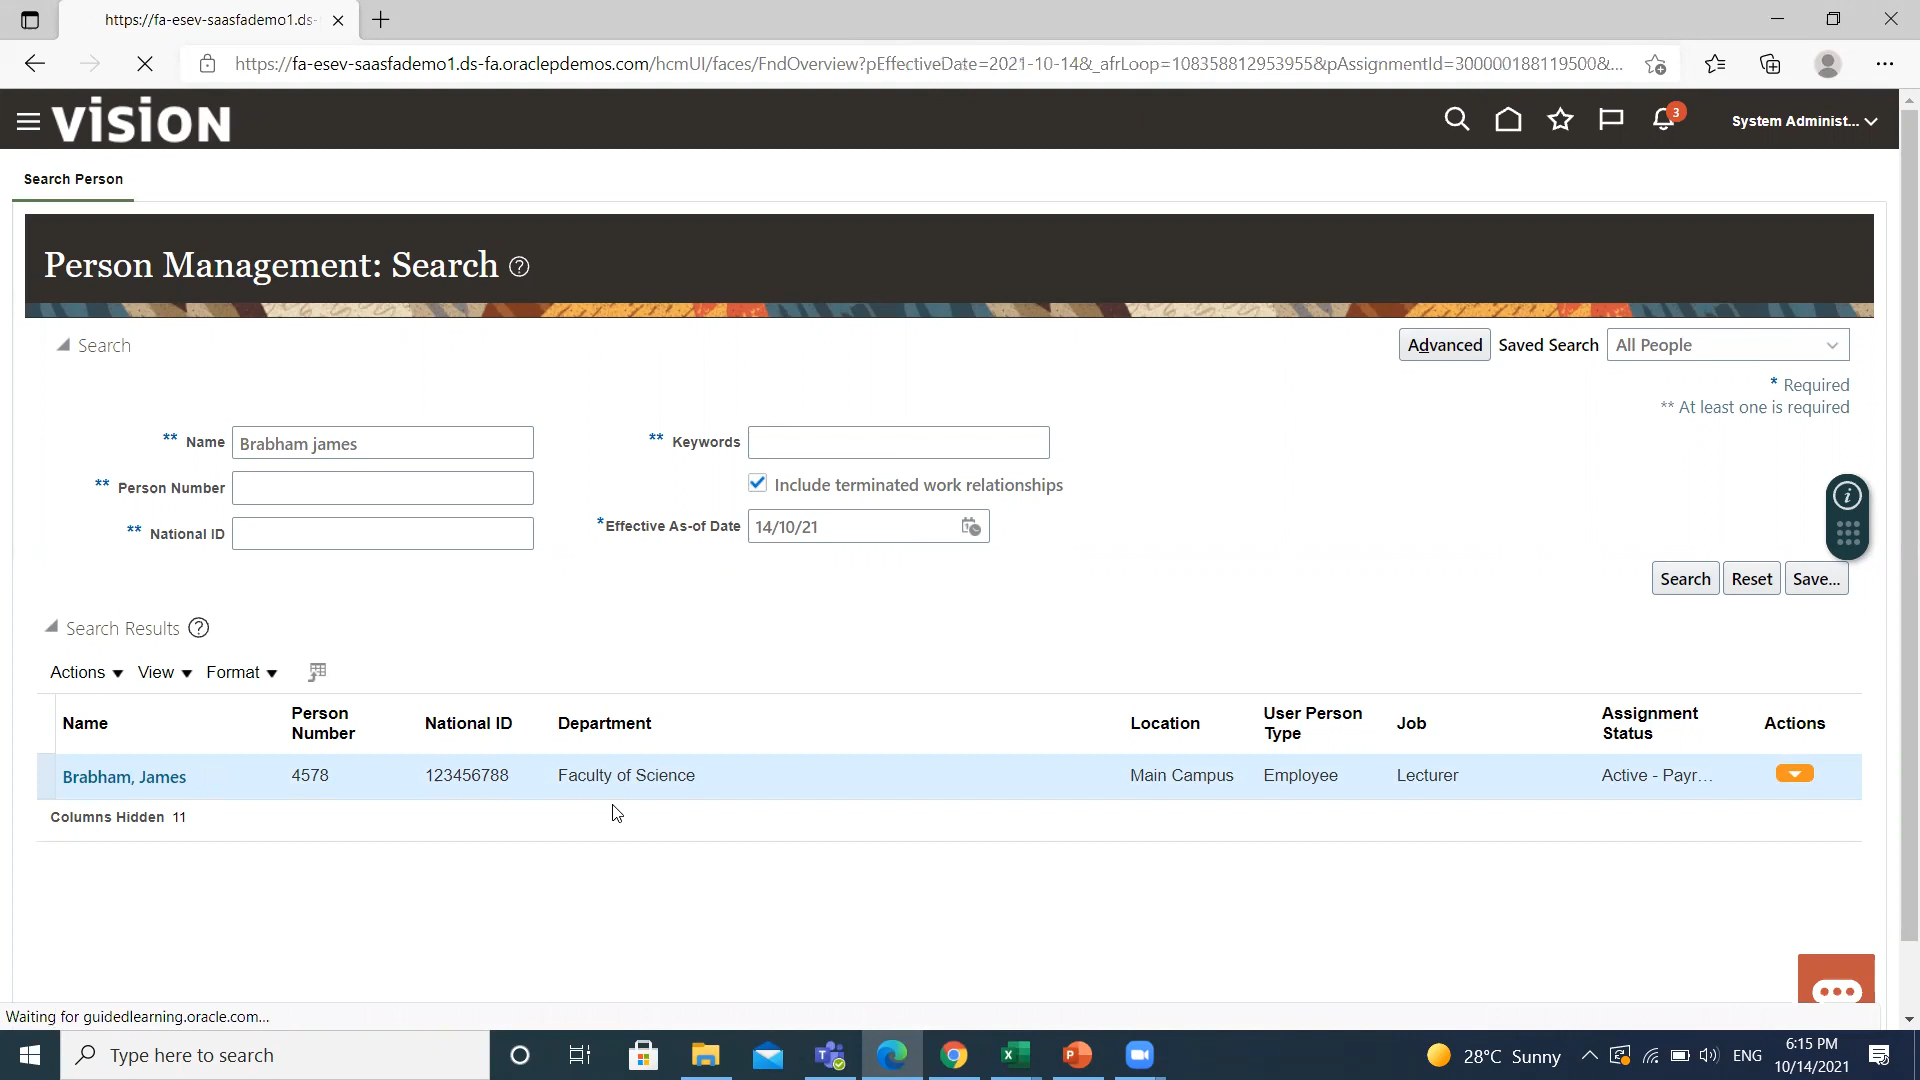 https://fa-esev-saasfademo1.ds-
https://fa-esev-saasfademo1.ds-fa.oraclepdemos.com/hcmUI/faces/FndOverview?pEffectiveDate=2021-10-14&_afrLoop=108358812953955&pAssignmentId=300000188119500&...
vision
3
System Administ...
Search Person
Person Management: Search
Search
Advanced Saved Search All People
* Required
** At least one is required
** Name Brabham james ** Keywords
** Person Number Include terminated work relationships
** National ID *Effective As-of Date 14/10/21
Search Reset Save...
Search Results
Actions View Format
Name Person Number National ID Department Location User Person Type Job Assignment Status Actions
Brabham, James 4578 123456788 Faculty of Science Main Campus Employee Lecturer Active - Payr...
Columns Hidden 11
Waiting for guidedlearning.oracle.com...
Type here to search 28°C Sunny ENG 6:15 PM
10/14/2021